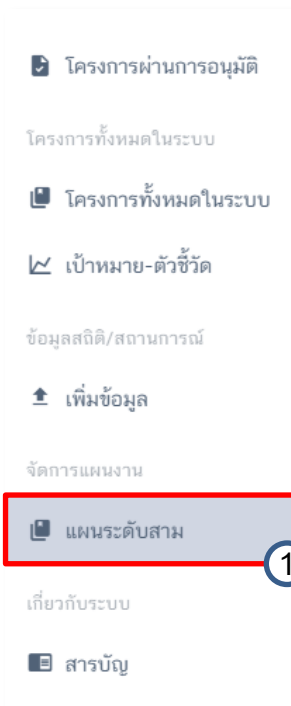 โครงการผ่านการอนุมัติ
โครงการทั้งหมดในระบบ
โครงการทั้งหมดในระบบ
เป้าหมาย-ตัวชี้วัด
ข้อมูลสถิติ/สถานการณ์
เพิ่มข้อมูล
จัดการแผนงาน
แผนระดับสาม
1
เกี่ยวกับระบบ
สารบัญ